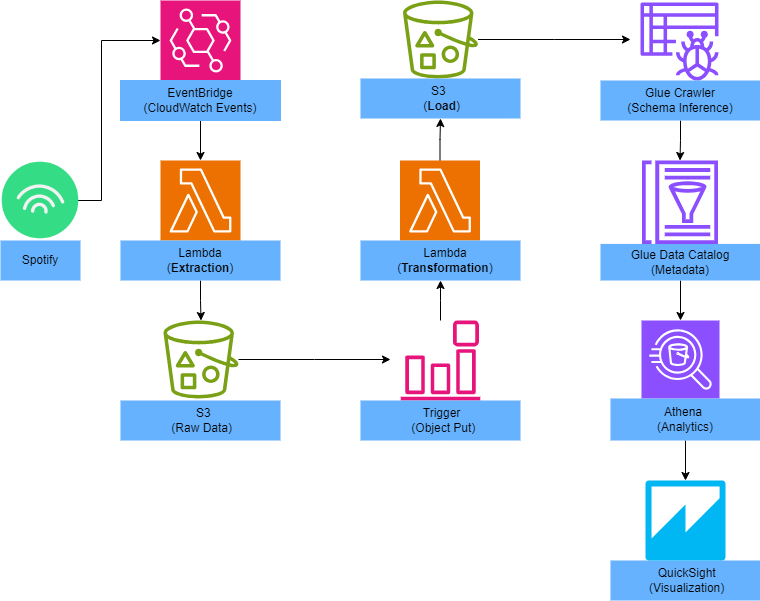 Spotify
EventBridge
(CloudWatch Events)
Lambda
(Extraction)
S3
(Raw Data)
Trigger
(Object Put)
Lambda
(Transformation)
S3
(Load)
Glue Crawler
(Schema Inference)
Glue Data Catalog
(Metadata)
Athena
(Analytics)
QuickSight
(Visualization)